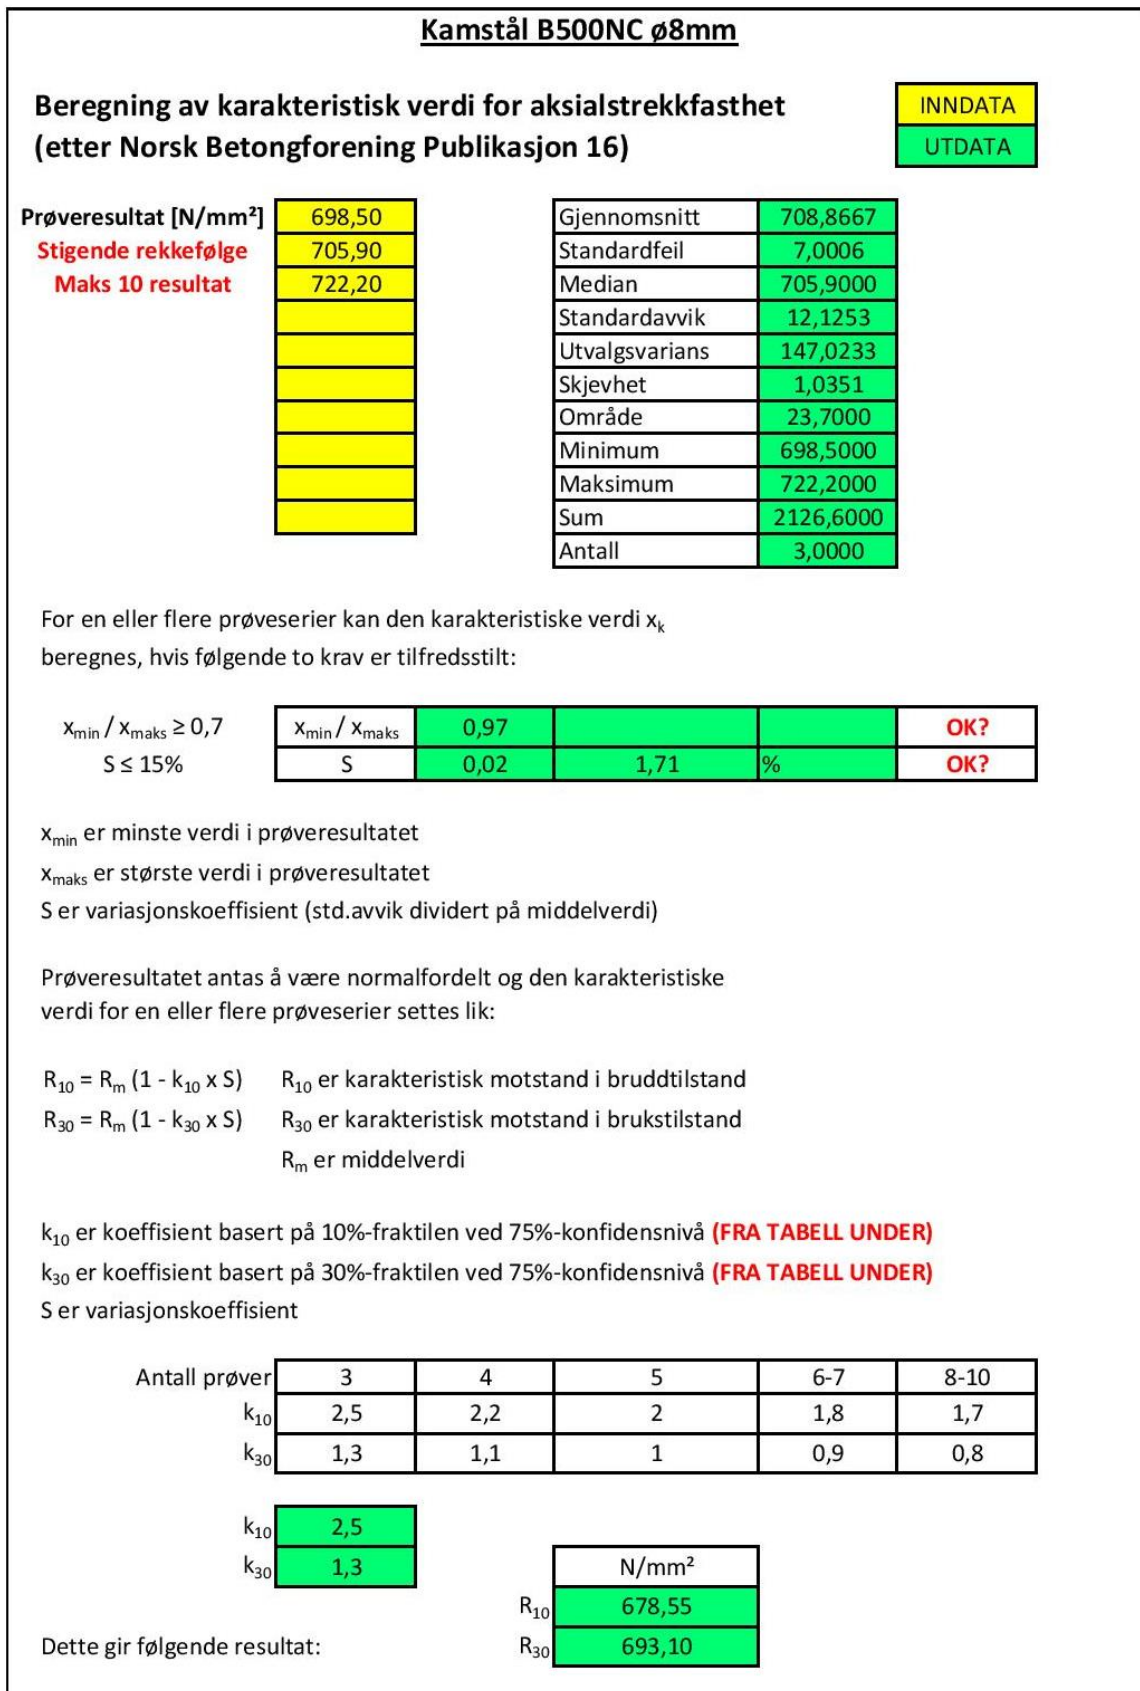 Kamstål B500NC ø8mm
Beregning av karakteristisk verdi for aksialstrekkfasthet
(etter Norsk Betongforening Publikasjon 16)
INNDATA
UTDATA
Prøveresultat [N/mm²] 698,50
Stigende rekkefølge 705,90
Maks 10 resultat 722,20
Gjennomsnitt 708,8667
Standardfeil 7,0006
Median 705,9000
Standardavvik 12,1253
Utvalgsvarians 147,0233
Skjevhet 1,0351
Område 23,7000
Minimum 698,5000
Maksimum 722,2000
Sum 2126,6000
Antall 3,0000
For en eller flere prøveserier kan den karakteristiske verdi xk
beregnes, hvis følgende to krav er tilfredsstilt:
xmin / xmaks ≥ 0,7 xmin / xmaks 0,97 OK?
S ≤ 15% S 0,02 1,71 % OK?
xmin er minste verdi i prøveresultatet
xmaks er største verdi i prøveresultatet
S er variasjonskoeffisient (std.avvik dividert på middelverdi)
Prøveresultatet antas å være normalfordelt og den karakteristiske
verdi for en eller flere prøveserier settes lik:
R10 = Rm (1 - k10 x S) R10 er karakteristisk motstand i bruddtilstand
R30 = Rm (1 - k30 x S) R30 er karakteristisk motstand i brukstilstand
Rm er middelverdi
k10 er koeffisient basert på 10%-fraktilen ved 75%-konfidensnivå (FRA TABELL UNDER)
k30 er koeffisient basert på 30%-fraktilen ved 75%-konfidensnivå (FRA TABELL UNDER)
S er variasjonskoeffisient
Antall prøver 3 4 5 6-7 8-10
k10 2,5 2,2 2 1,8 1,7
k30 1,3 1,1 1 0,9 0,8
k10 2,5
k30 1,3
N/mm²
R10 678,55
Dette gir følgende resultat: R30 693,10